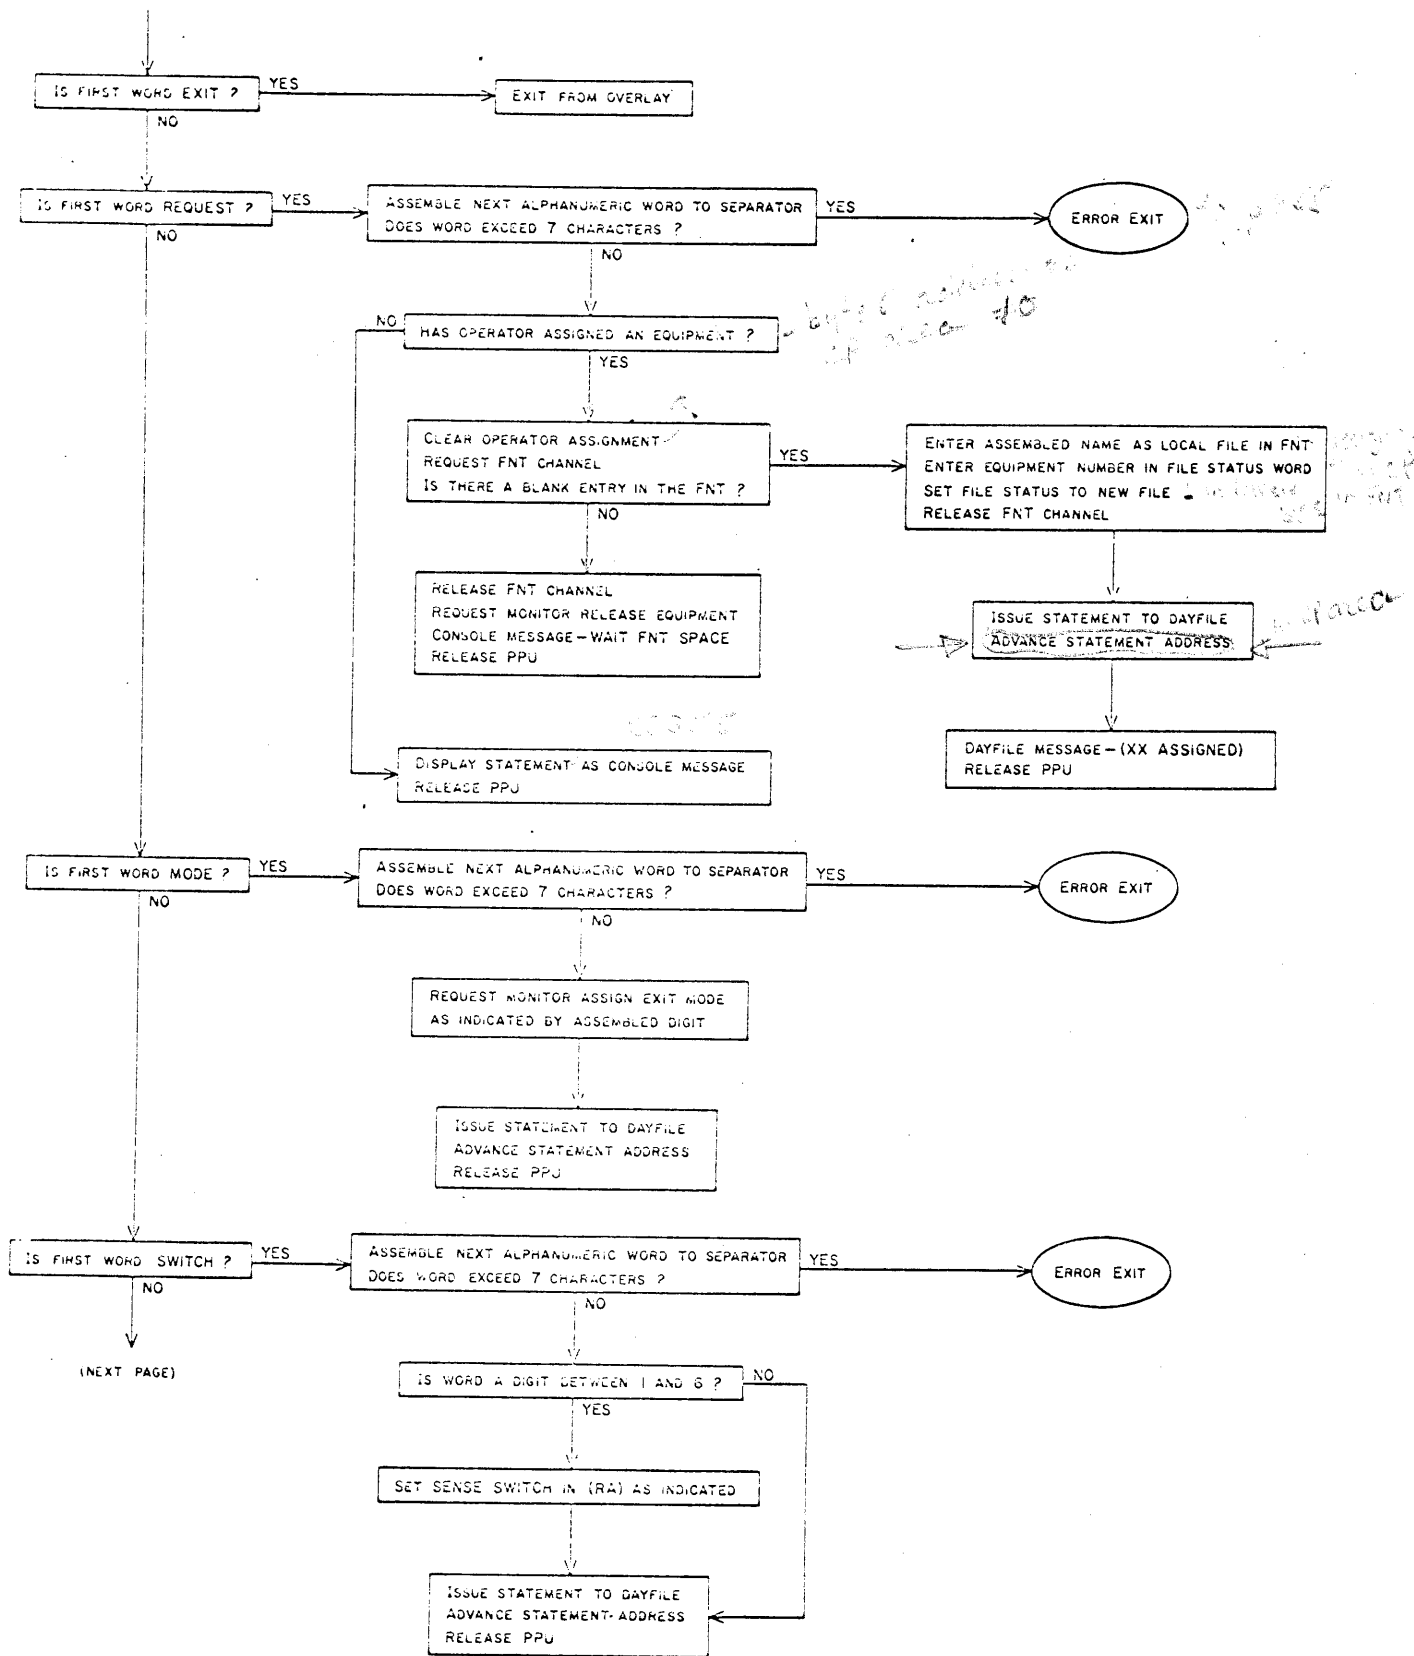 IS FIRST WORD EXIT ?
YES
EXIT FROM OVERLAY
NO
IS FIRST WORD REQUEST ?
YES
ASSEMBLE NEXT ALPHANUMERIC WORD TO SEPARATOR
DOES WORD EXCEED 7 CHARACTERS ?
YES
ERROR EXIT
NO
NO
HAS OPERATOR ASSIGNED AN EQUIPMENT ?
YES
CLEAR OPERATOR ASSIGNMENT
REQUEST FNT CHANNEL
IS THERE A BLANK ENTRY IN THE FNT ?
YES
ENTER ASSEMBLED NAME AS LOCAL FILE IN FNT
ENTER EQUIPMENT NUMBER IN FILE STATUS WORD
SET FILE STATUS TO NEW FILE
RELEASE FNT CHANNEL
NO
RELEASE FNT CHANNEL
REQUEST MONITOR RELEASE EQUIPMENT
CONSOLE MESSAGE—WAIT FNT SPACE
RELEASE PPU
ISSUE STATEMENT TO DAYFILE
ADVANCE STATEMENT ADDRESS
DISPLAY STATEMENT AS CONSOLE MESSAGE
RELEASE PPU
DAYFILE MESSAGE—(XX ASSIGNED)
RELEASE PPU
IS FIRST WORD MODE ?
YES
ASSEMBLE NEXT ALPHANUMERIC WORD TO SEPARATOR
DOES WORD EXCEED 7 CHARACTERS ?
YES
ERROR EXIT
NO
NO
REQUEST MONITOR ASSIGN EXIT MODE
AS INDICATED BY ASSEMBLED DIGIT
ISSUE STATEMENT TO DAYFILE
ADVANCE STATEMENT ADDRESS
RELEASE PPU
IS FIRST WORD SWITCH ?
YES
ASSEMBLE NEXT ALPHANUMERIC WORD TO SEPARATOR
DOES WORD EXCEED 7 CHARACTERS ?
YES
ERROR EXIT
NO
NO
(NEXT PAGE)
IS WORD A DIGIT BETWEEN 1 AND 6 ?
NO
YES
SET SENSE SWITCH IN (RA) AS INDICATED
ISSUE STATEMENT TO DAYFILE
ADVANCE STATEMENT ADDRESS
RELEASE PPU